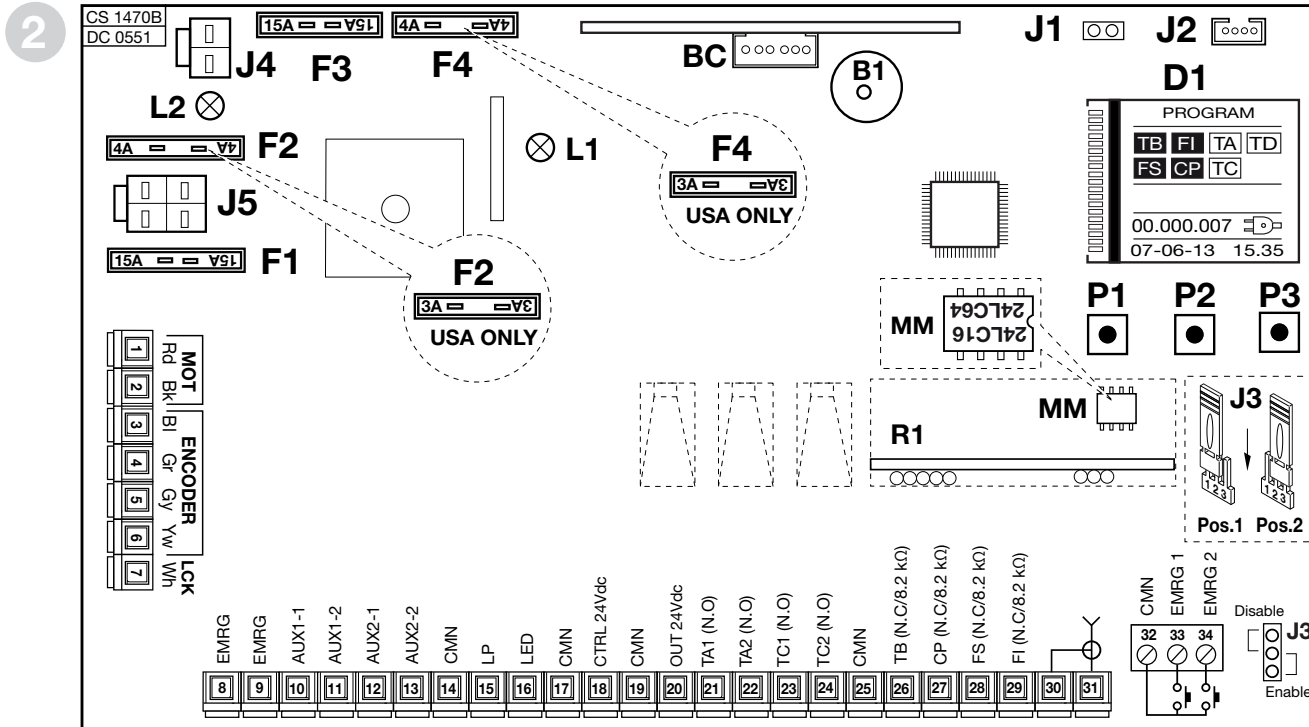 2
CS 1470B
DC 0551
J4
15A 15A
F3
4A 4A
F4
BC
B1
J1
J2
D1
PROGRAM
TB FI TA TD
FS CP TC
00.000.007
07-06-13 15.35
L2
4A 4A
F2
L1
F4
3A 3A
USA ONLY
J5
15A 15A
F1
F2
3A 3A
USA ONLY
P1
P2
P3
MM
24LC64
24LC16
MM
R1
J3
1 2 3
1 2 3
Pos.1
Pos.2
1
2
3
4
5
6
7
Rd
Bk
Bl
Gr
Gy
Yw
Wh
MOT
ENCODER
LCK
EMRG
EMRG
AUX1-1
AUX1-2
AUX2-1
AUX2-2
CMN
LP
LED
CMN
CTRL 24Vdc
CMN
OUT 24Vdc
TA1 (N.O)
TA2 (N.O)
TC1 (N.O)
TC2 (N.O)
CMN
TB (N.C/8.2 kΩ)
CP (N.C/8.2 kΩ)
FS (N.C/8.2 kΩ)
FI (N.C/8.2 kΩ)
8 9 10 11 12 13 14 15 16 17 18 19 20 21 22 23 24 25 26 27 28 29 30 31
CMN
EMRG 1
EMRG 2
32 33 34
Disable
J3
Enable